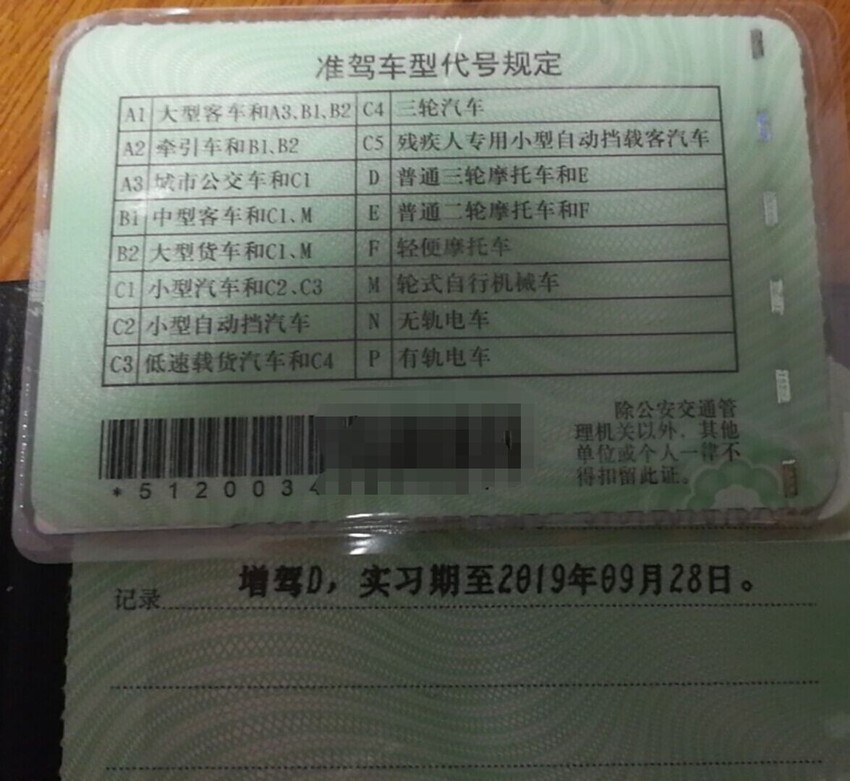 准驾车型代号规定
A1 大型客车和A3、B1、B2 C4 三轮汽车
A2 牵引车和B1、B2 C5 残疾人专用小型自动挡载客汽车
A3 城市公交车和C1 D 普通三轮摩托车和E
B1 中型客车和C1、M E 普通二轮摩托车和F
B2 大型货车和C1、M F 轻便摩托车
C1 小型汽车和C2、C3 M 轮式自行机械车
C2 小型自动挡汽车 N 无轨电车
C3 低速载货汽车和C4 P 有轨电车
除公安交通管
理机关以外，其他
单位或个人一律不
得扣留此证。
*5120034
记录 增驾D，实习期至2019年09月28日。